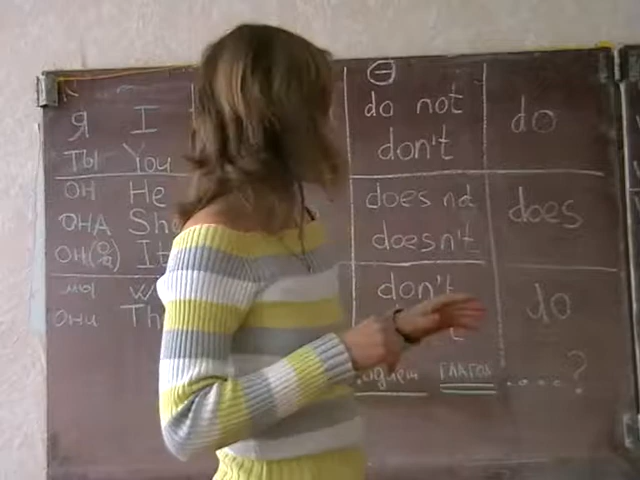 Я I ⊖ do not do
ТЫ You don't
ОН He does not does
ОНА She doesn't
ОН(О) It
МЫ don't do
ОНИ
ГЛАГОЛ ....?